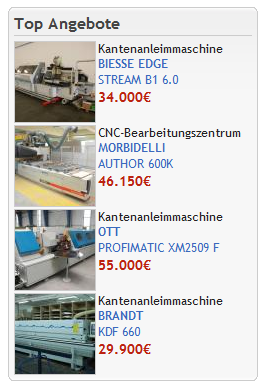 Top Angebote
Kantenanleimmaschine
BIESSE EDGE
STREAM B1 6.0
34.000€
CNC-Bearbeitungszentrum
MORBIDELLI
AUTHOR 600K
46.150€
Kantenanleimmaschine
OTT
PROFIMATIC XM2509 F
55.000€
Kantenanleimmaschine
BRANDT
KDF 660
29.900€